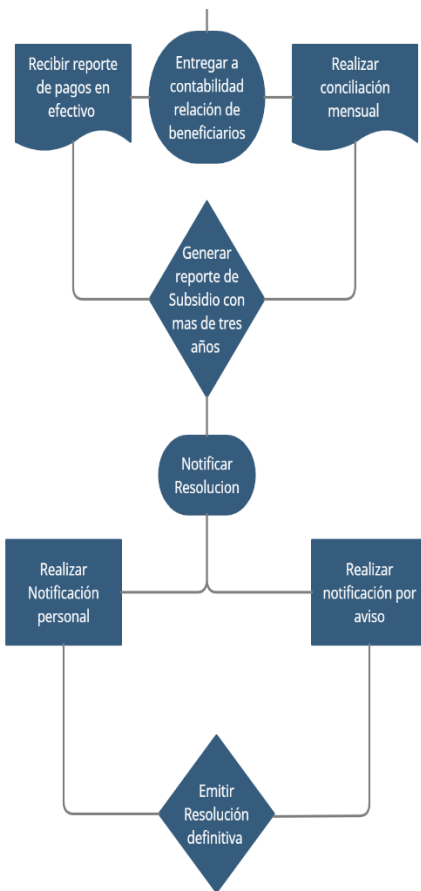 Recibir reporte
de pagos en
efectivo
Entregar a
contabilidad
relación de
beneficiarios
Realizar
conciliación
mensual
Generar
reporte de
Subsidio con
mas de tres
años
Notificar
Resolucion
Realizar
Notificación
personal
Realizar
notificación por
aviso
Emitir
Resolución
definitiva